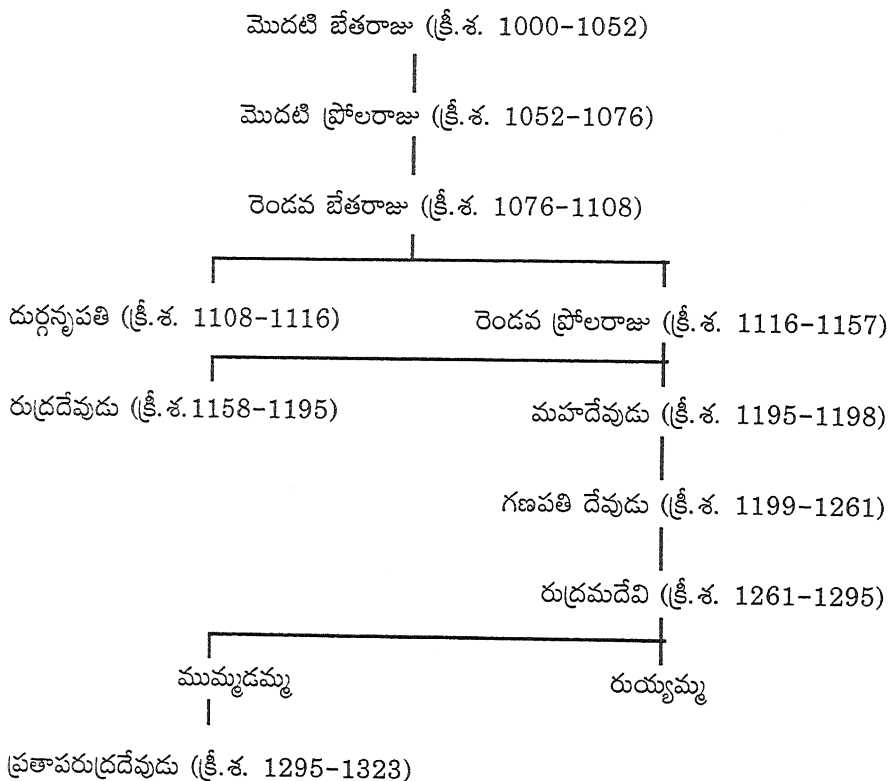 మొదటి బేతరాజు (క్రీ.శ. 1000-1052)
మొదటి ప్రోలరాజు (క్రీ.శ. 1052-1076)
రెండవ బేతరాజు (క్రీ.శ. 1076-1108)
దుర్గనృపతి (క్రీ.శ. 1108-1116) రెండవ ప్రోలరాజు (క్రీ.శ. 1116-1157)
రుద్రదేవుడు (క్రీ.శ.1158-1195) మహదేవుడు (క్రీ.శ. 1195-1198)
గణపతి దేవుడు (క్రీ.శ. 1199-1261)
రుద్రమదేవి (క్రీ.శ. 1261-1295)
ముమ్మడమ్మ రుయ్యమ్మ
ప్రతాపరుద్రదేవుడు (క్రీ.శ. 1295-1323)